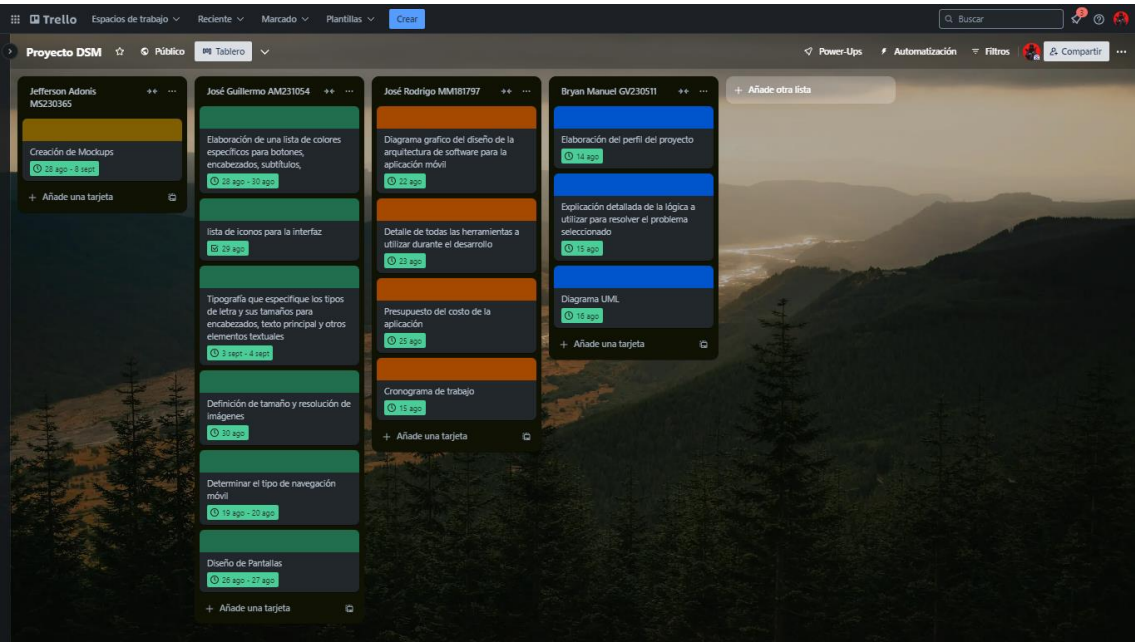 Trello Espacios de trabajo Reciente Marcado Plantillas Crear Buscar 3
Proyecto DSM Público Tablero Power-Ups Automatización Filtros Compartir
Jefferson Adonis
MS230365
Creación de Mockups
28 ago - 8 sept
+ Añade una tarjeta
José Guillermo AM231054
Elaboración de una lista de colores
específicos para botones,
encabezados, subtítulos,
28 ago - 30 ago
lista de iconos para la interfaz
29 ago
Tipografía que especifique los tipos
de letra y sus tamaños para
encabezados, texto principal y otros
elementos textuales
3 sept - 4 sept
Definición de tamaño y resolución de
imágenes
30 ago
Determinar el tipo de navegación
móvil
19 ago - 20 ago
Diseño de Pantallas
26 ago - 27 ago
+ Añade una tarjeta
José Rodrigo MM181797
Diagrama grafico del diseño de la
arquitectura de software para la
aplicación móvil
22 ago
Detalle de todas las herramientas a
utilizar durante el desarrollo
23 ago
Presupuesto del costo de la
aplicación
25 ago
Cronograma de trabajo
15 ago
+ Añade una tarjeta
Bryan Manuel GV230511
Elaboración del perfil del proyecto
14 ago
Explicación detallada de la lógica a
utilizar para resolver el problema
seleccionado
15 ago
Diagrama UML
16 ago
+ Añade una tarjeta
+ Añade otra lista